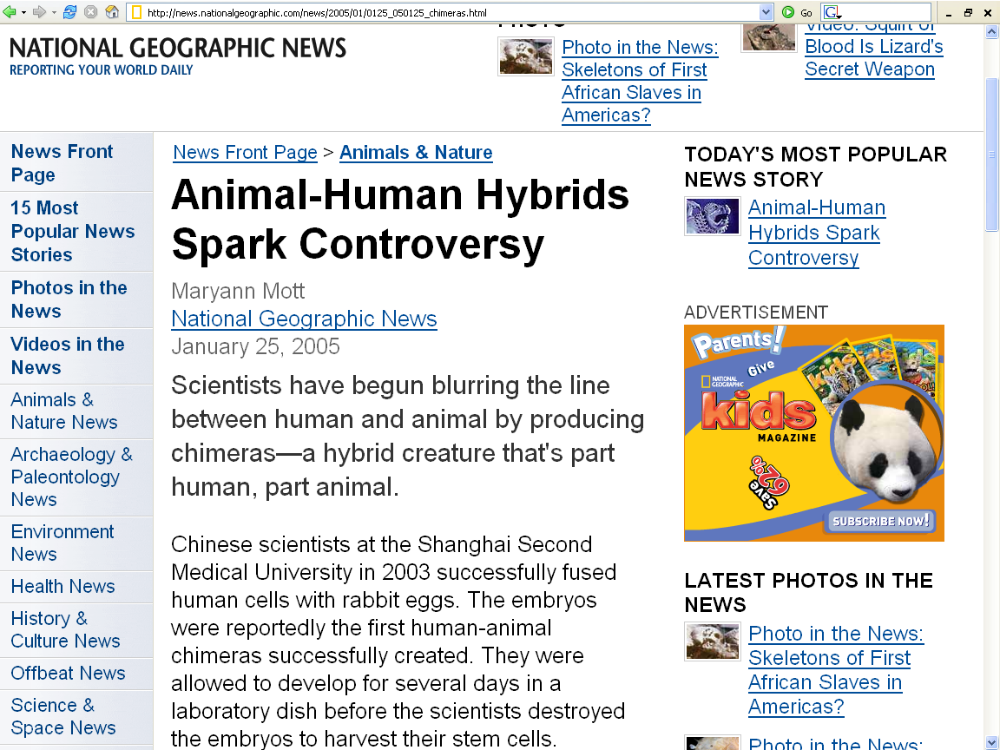 http://news.nationalgeographic.com/news/2005/01/0125_050125_chimeras.html
Go
NATIONAL GEOGRAPHIC NEWS
REPORTING YOUR WORLD DAILY
Photo in the News:
Skeletons of First
African Slaves in
Americas?
Video: Squirt of
Blood Is Lizard's
Secret Weapon
News Front
Page
15 Most
Popular News
Stories
Photos in the
News
Videos in the
News
Animals &
Nature News
Archaeology &
Paleontology
News
Environment
News
Health News
History &
Culture News
Offbeat News
Science &
Space News
News Front Page > Animals & Nature
Animal-Human Hybrids
Spark Controversy
Maryann Mott
National Geographic News
January 25, 2005
Scientists have begun blurring the line
between human and animal by producing
chimeras—a hybrid creature that's part
human, part animal.
Chinese scientists at the Shanghai Second
Medical University in 2003 successfully fused
human cells with rabbit eggs. The embryos
were reportedly the first human-animal
chimeras successfully created. They were
allowed to develop for several days in a
laboratory dish before the scientists destroyed
the embryos to harvest their stem cells.
TODAY'S MOST POPULAR
NEWS STORY
Animal-Human
Hybrids Spark
Controversy
ADVERTISEMENT
Parents!
Give
NATIONAL
GEOGRAPHIC
kids
MAGAZINE
Save
62%
SUBSCRIBE NOW!
LATEST PHOTOS IN THE
NEWS
Photo in the News:
Skeletons of First
African Slaves in
Americas?
Photo in the News: